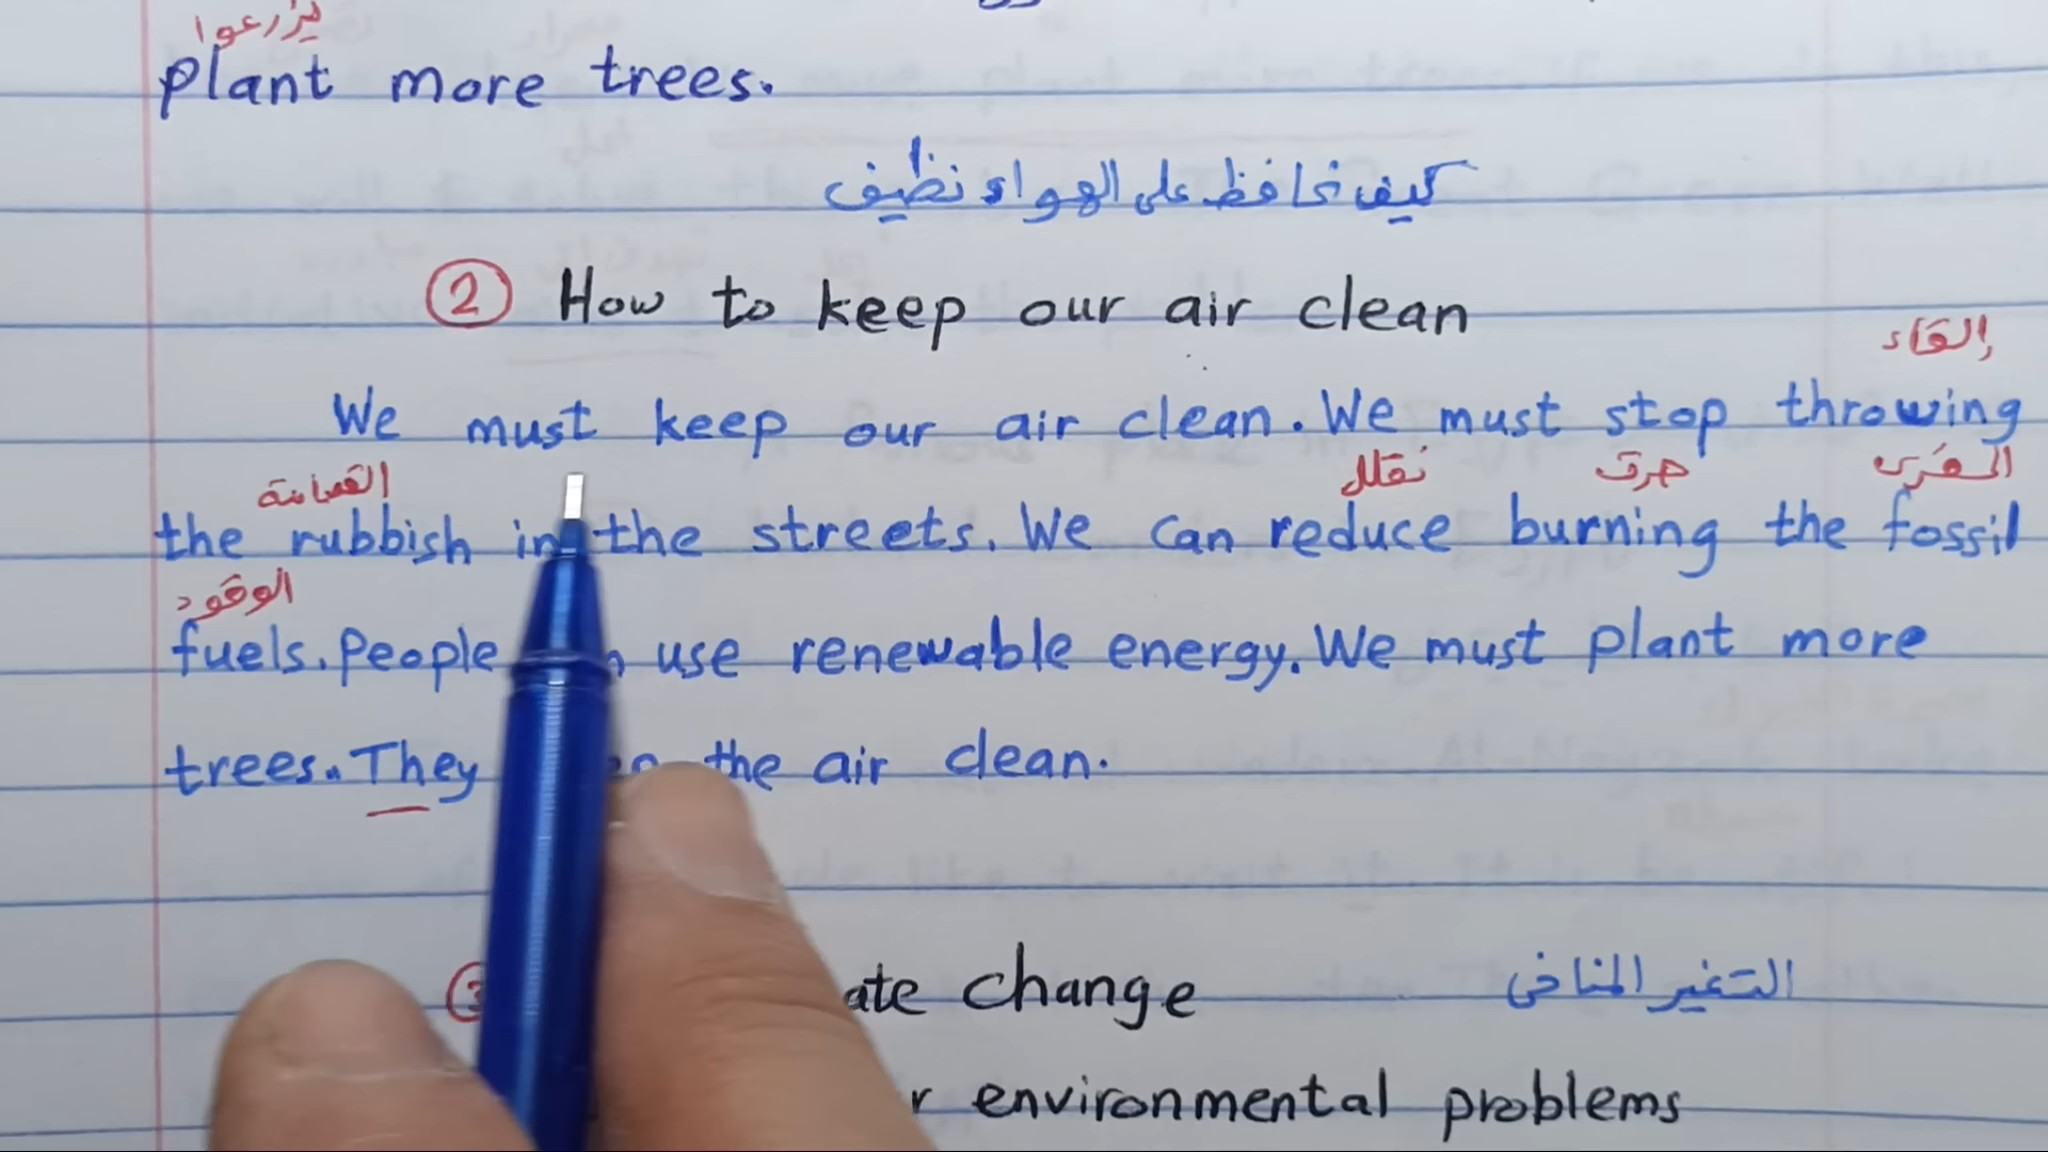 يزرعوا
plant more trees.
كيف نحافظ على الهواء نظيف
2 How to keep our air clean
إلقاء
We must keep our air clean. We must stop throwing
القمامة نقلل حرق الحفرى
the rubbish in the streets. We can reduce burning the fossil
الوقود
fuels. People use renewable energy. We must plant more
trees. They the air clean.
change التغير المناخى
environmental problems